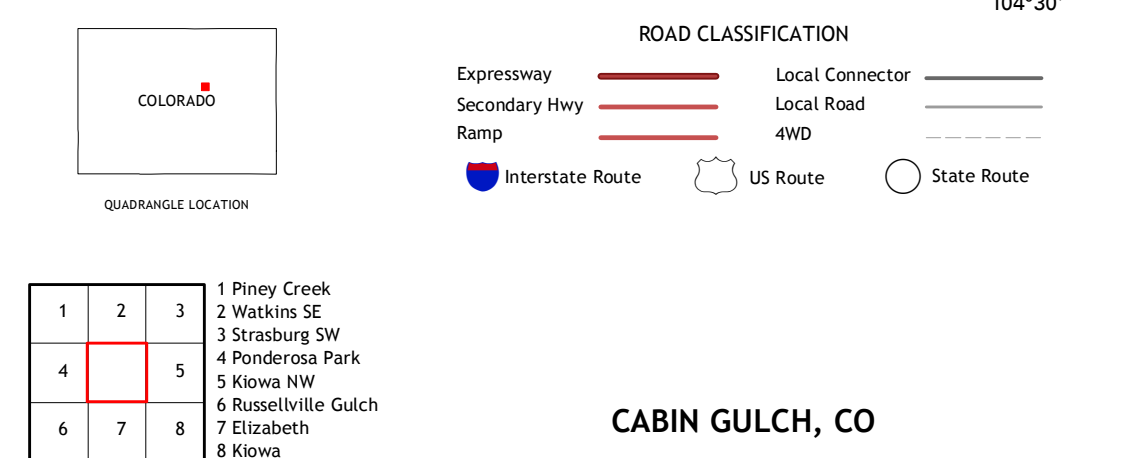 104°30'
ROAD CLASSIFICATION
Expressway
Secondary Hwy
Ramp
Local Connector
Local Road
4WD
Interstate Route
US Route
State Route
COLORADO
QUADRANGLE LOCATION
1 2 3
4 5
6 7 8
1 Piney Creek
2 Watkins SE
3 Strasburg SW
4 Ponderosa Park
5 Kiowa NW
6 Russellville Gulch
7 Elizabeth
8 Kiowa
CABIN GULCH, CO